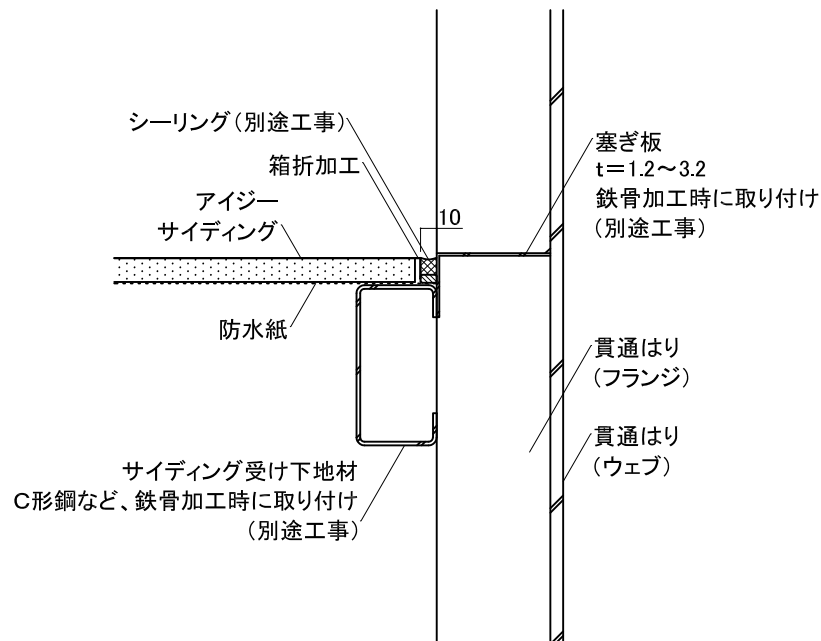 シーリング（別途工事）
箱折加工
アイジー
サイディング
10
防水紙
塞ぎ板
t＝1.2～3.2
鉄骨加工時に取り付け
（別途工事）
貫通はり
（フランジ）
貫通はり
（ウェブ）
サイディング受け下地材
C形鋼など、鉄骨加工時に取り付け
（別途工事）